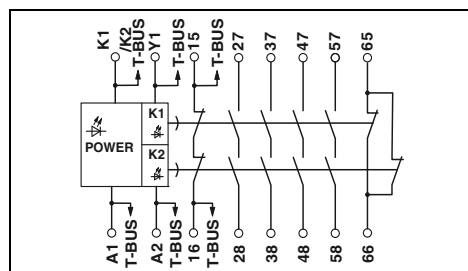 K1
/K2
T-BUS
Y1
T-BUS
15
T-BUS
27
37
47
57
65
POWER
K1
K2
A1
T-BUS
A2
T-BUS
16
T-BUS
28
38
48
58
66